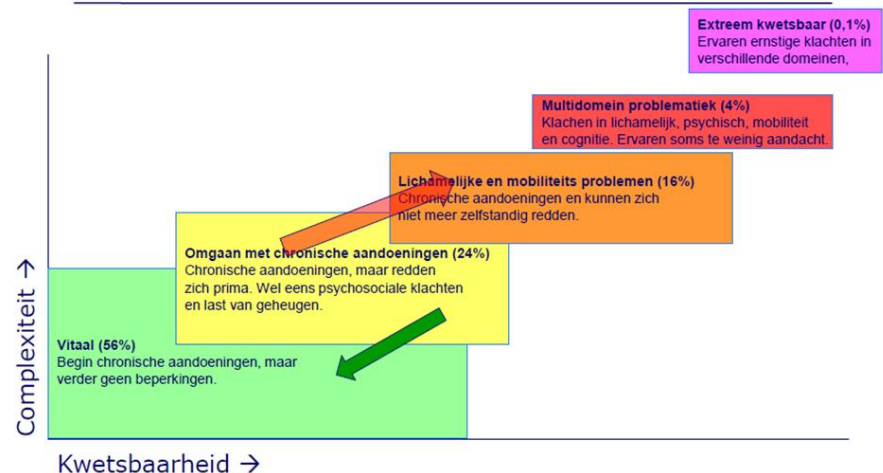 Extreem kwetsbaar (0,1%)
Ervaren ernstige klachten in
verschillende domeinen,
Multidomein problematiek (4%)
Klachen in lichamelijk, psychisch, mobiliteit
en cognitie. Ervaren soms te weinig aandacht.
Lichamelijke en mobiliteits problemen (16%)
Chronische aandoeningen en kunnen zich
niet meer zelfstandig redden.
Omgaan met chronische aandoeningen (24%)
Chronische aandoeningen, maar redden
zich prima. Wel eens psychosociale klachten
en last van geheugen.
Vitaal (56%)
Begin chronische aandoeningen, maar
verder geen beperkingen.
Complexiteit →
Kwetsbaarheid →